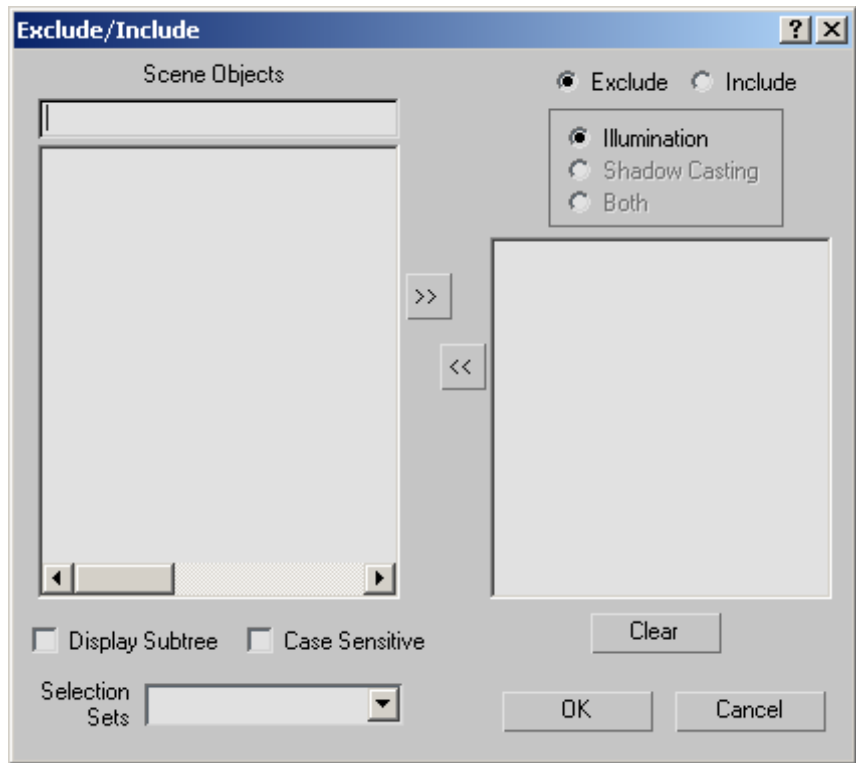 Exclude/Include
Scene Objects
Exclude Include
Illumination
Shadow Casting
Both
>>
<<
Display Subtree Case Sensitive
Clear
Selection
Sets
OK Cancel